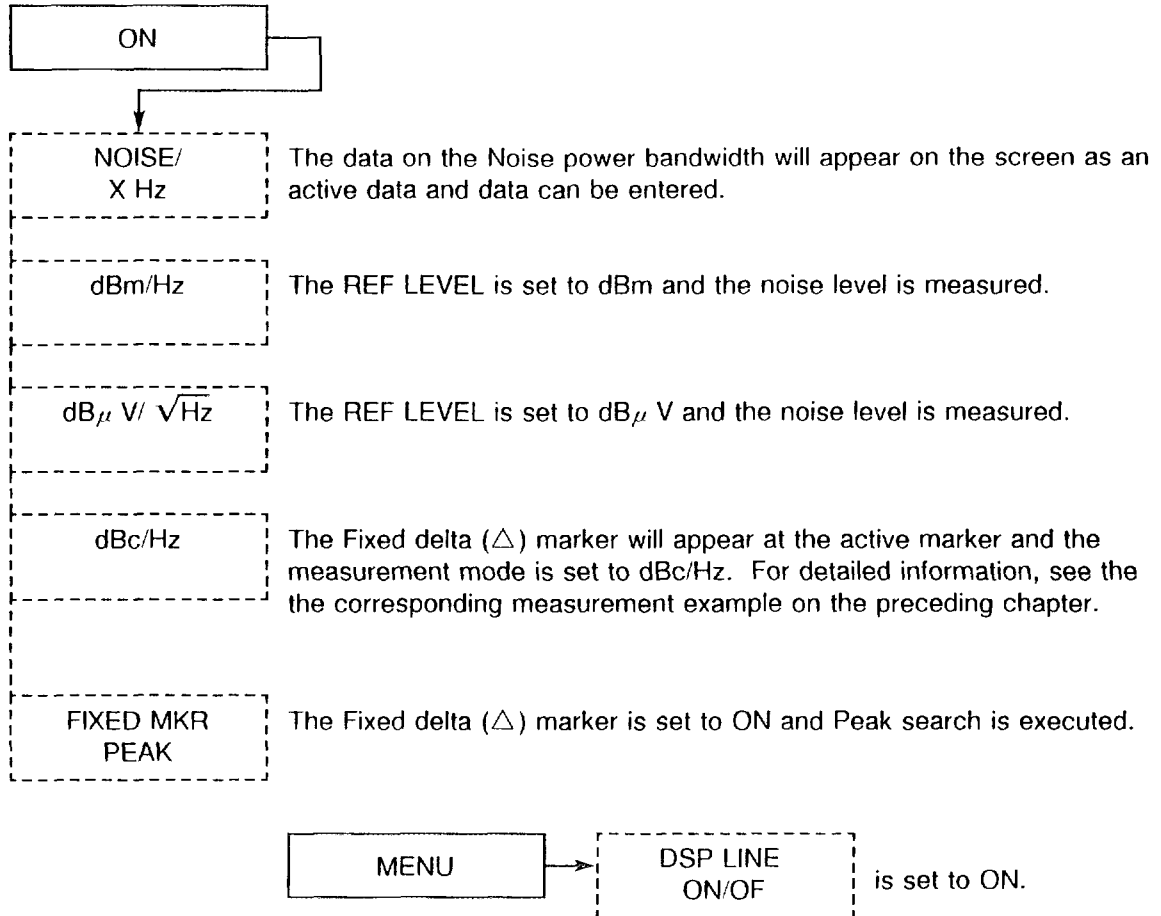 ON
NOISE/
X Hz
The data on the Noise power bandwidth will appear on the screen as an
active data and data can be entered.
dBm/Hz
The REF LEVEL is set to dBm and the noise level is measured.
dBμ V/ √Hz
The REF LEVEL is set to dBμ V and the noise level is measured.
dBc/Hz
The Fixed delta (△) marker will appear at the active marker and the
measurement mode is set to dBc/Hz. For detailed information, see the
the corresponding measurement example on the preceding chapter.
FIXED MKR
PEAK
The Fixed delta (△) marker is set to ON and Peak search is executed.
MENU
DSP LINE
ON/OF
is set to ON.